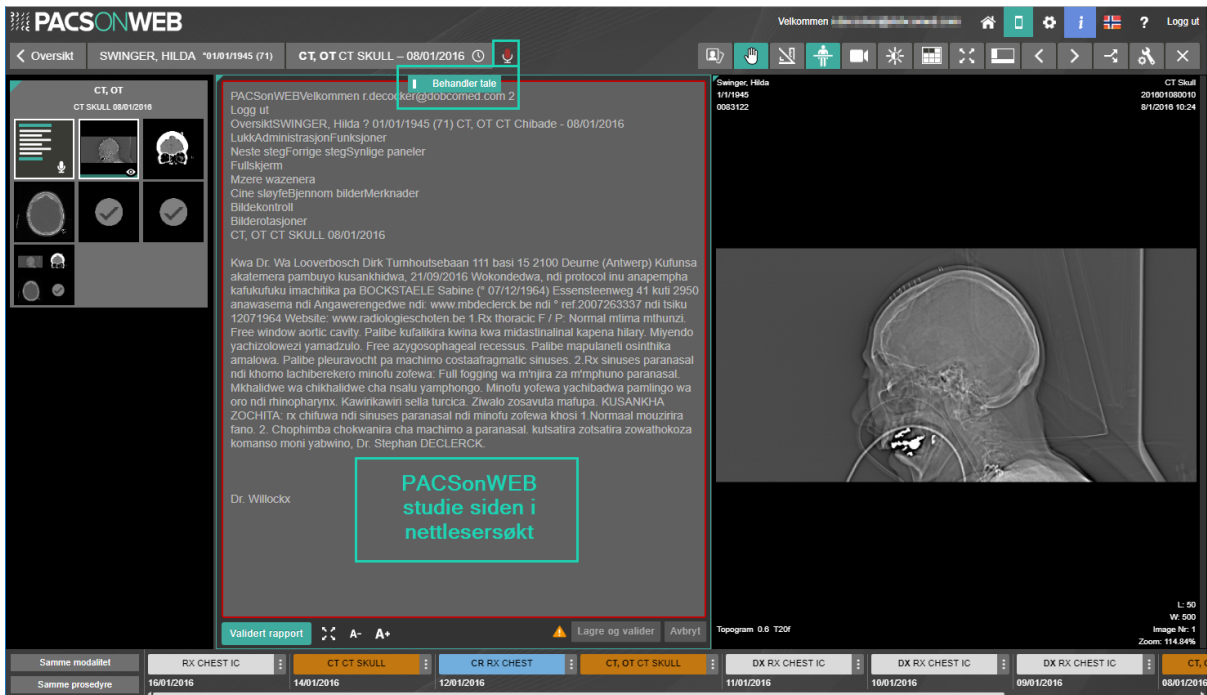 PACSONWEB
Velkommen
? Logg ut
Oversikt
SWINGER, HILDA °01/01/1945 (71)
CT, OT CT SKULL – 08/01/2016
Behandler tale
CT, OT
CT SKULL 08/01/2016
PACSonWEBVelkommen r.decocker@dobcomed.com 2
Logg ut
OversiktSWINGER, Hilda ? 01/01/1945 (71) CT, OT CT Chibade - 08/01/2016
LukkAdministrasjonFunksjoner
Neste stegForrige stegSynlige paneler
Fullskjerm
Mzere wazenera
Cine sløyfeBjennom bilderMerknader
Bildekontroll
Bilderotasjoner
CT, OT CT SKULL 08/01/2016
Kwa Dr. Wa Looverbosch Dirk Turnhoutsebaan 111 basi 15 2100 Deurne (Antwerp) Kufunsa
akatemera pambuyo kusankhidwa, 21/09/2016 Wokondedwa, ndi protocol inu anapempha
kafukufuku imachitika pa BOCKSTAELE Sabine (* 07/12/1964) Essensteenweg 41 kuti 2950
anawasema ndi Angawerengedwe ndi: www.mbdeclerck.be ndi ° ref.2007263337 ndi tsiku
12071964 Website: www.radiologieschoten.be 1.Rx thoracic F / P: Normal mtima mthunzi.
Free window aortic cavity. Palibe kufalikira kwina kwa midastinalinal kapena hilary. Miyendo
yachizolowezi yamadzulo. Free azygosophageal recessus. Palibe mapulaneti osinthika
amalowa. Palibe pleuravocht pa machimo costaafragmatic sinuses. 2.Rx sinuses paranasal
ndi khomo lachiberekero minofu zofewa: Full fogging wa m'njira za m'mphuno paranasal.
Mkhalidwe wa chikhalidwe cha nsalu yamphongo. Minofu yofewa yachibadwa pamlingo wa
oro ndi rhinopharynx. Kawirikawiri sella turcica. Ziwalo zosavuta mafupa. KUSANKHA
ZOCHITA: rx chifuwa ndi sinuses paranasal ndi minofu zofewa khosi 1.Normaal mouzirira
fano. 2. Chophimba chokwanira cha machimo a paranasal. kutsatira zotsatira zowathokoza
komanso moni yabwino, Dr. Stephan DECLERCK.
Dr. Willockx
PACSonWEB
studie siden i
nettlesersøkt
Validert rapport
A- A+
Lagre og valider
Avbryt
Swinger, Hilda
1/1/1945
0083122
CT Skull
201601080010
8/1/2016 10:24
Topogram 0.6 T20f
L: 50
W: 500
Image Nr: 1
Zoom: 114.84%
Samme modalitet
Samme prosedyre
RX CHEST IC
16/01/2016
CT CT SKULL
14/01/2016
CR RX CHEST
12/01/2016
CT, OT CT SKULL
DX RX CHEST IC
11/01/2016
DX RX CHEST IC
10/01/2016
DX RX CHEST IC
09/01/2016
08/01/2016